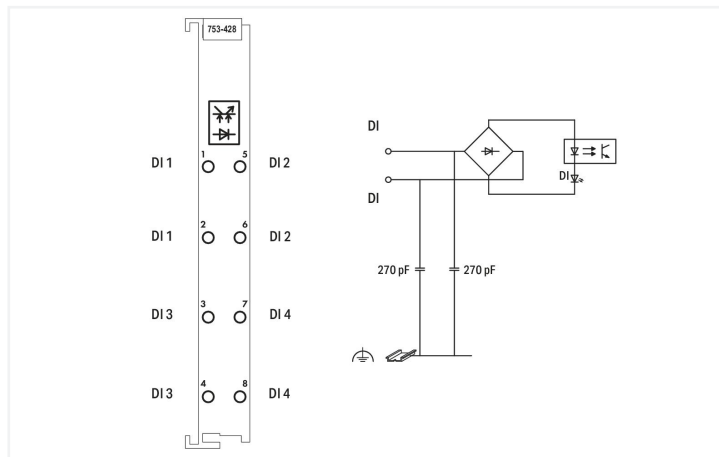 753-428
1 5
DI 1 DI 2
2 6
DI 1 DI 2
3 7
DI 3 DI 4
4 8
DI 3 DI 4
DI
DI
DI
270 pF 270 pF